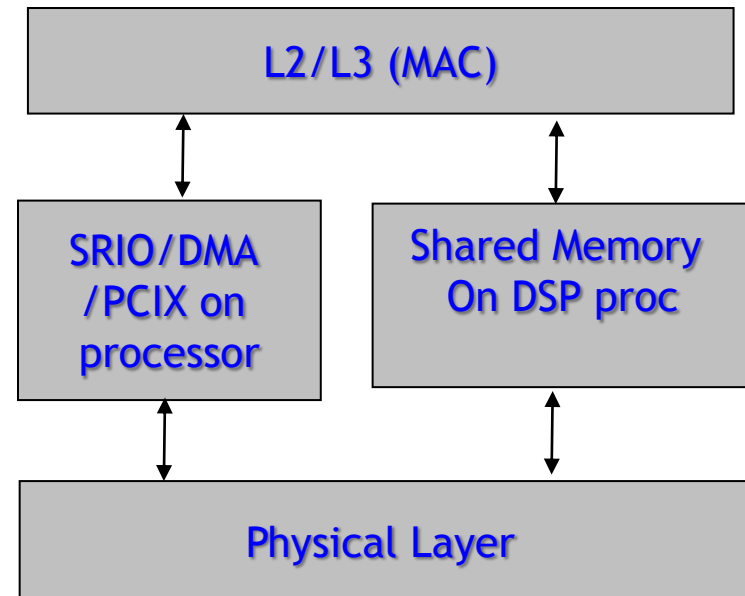 L2/L3 (MAC)
SRIO/DMA
/PCIX on
processor
Shared Memory
On DSP proc
Physical Layer